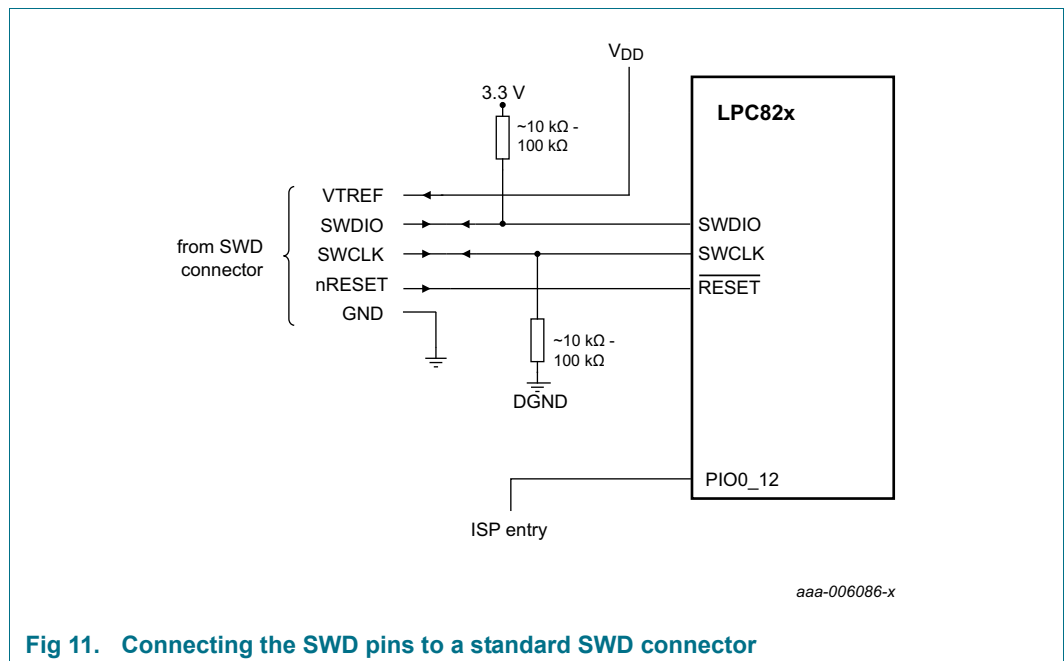 VDD
3.3 V
LPC82x
~10 kΩ -
100 kΩ
VTREF
SWDIO
SWDIO
from SWD
connector
SWCLK
SWCLK
nRESET
RESET
GND
~10 kΩ -
100 kΩ
DGND
PIO0_12
ISP entry
aaa-006086-x
Fig 11. Connecting the SWD pins to a standard SWD connector